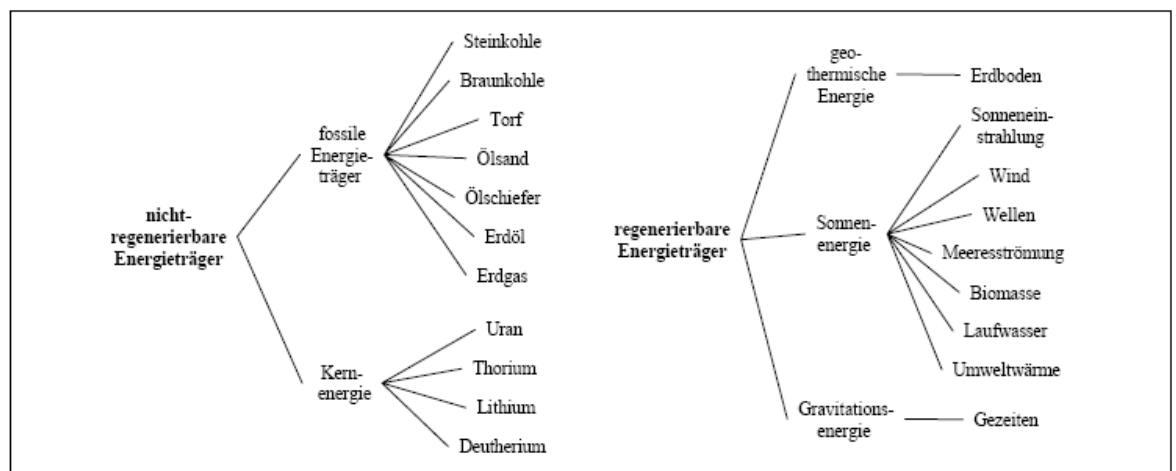 nicht-
regenerierbare
Energieträger
fossile
Energie-
träger
Steinkohle
Braunkohle
Torf
Ölsand
Ölschiefer
Erdöl
Erdgas
Kern-
energie
Uran
Thorium
Lithium
Deutherium
regenerierbare
Energieträger
geo-
thermische
Energie
Erdboden
Sonnen-
energie
Sonnenein-
strahlung
Wind
Wellen
Meeresströmung
Biomasse
Laufwasser
Umweltwärme
Gravitations-
energie
Gezeiten